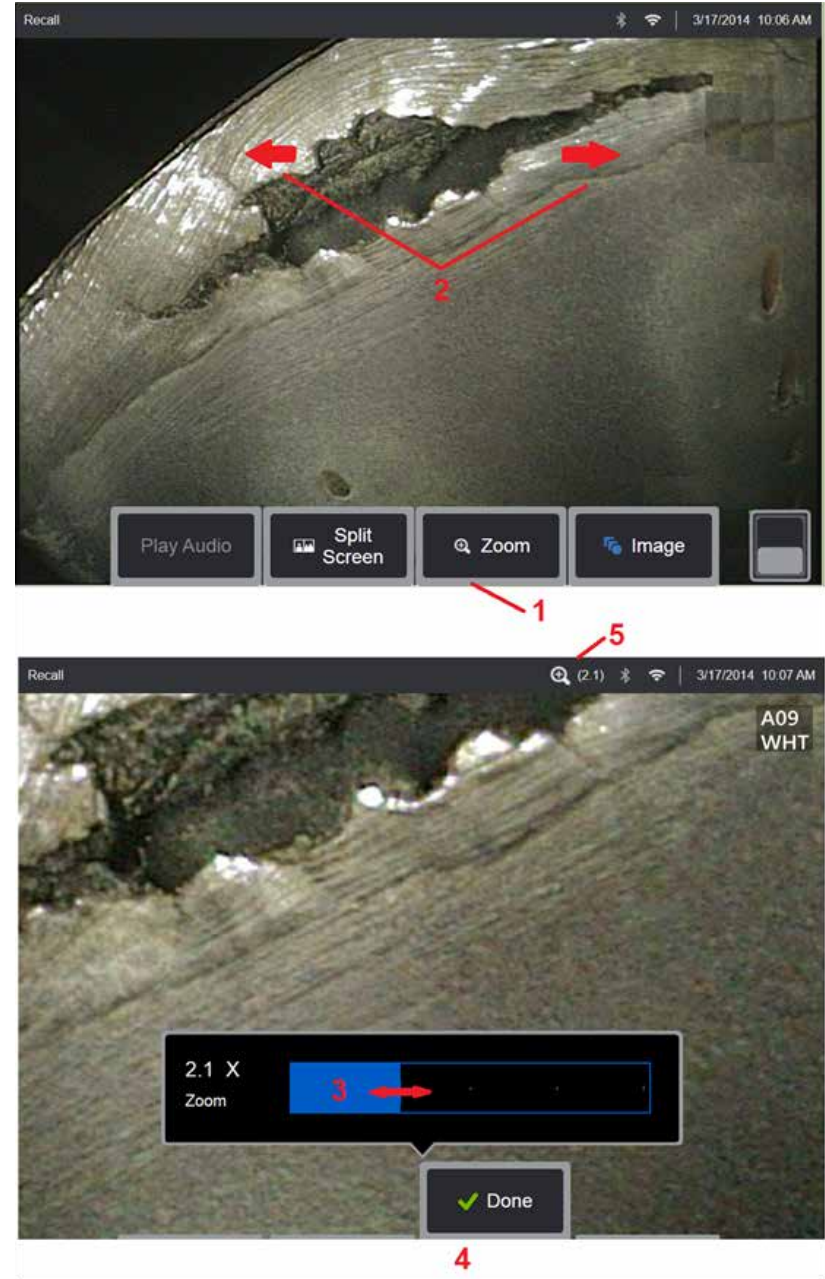 Recall 3/17/2014 10:06 AM
2
Play Audio
Split
Screen
Zoom
Image
1
5
Recall (2.1) 3/17/2014 10:07 AM
A09
WHT
2.1 X
Zoom
3
Done
4